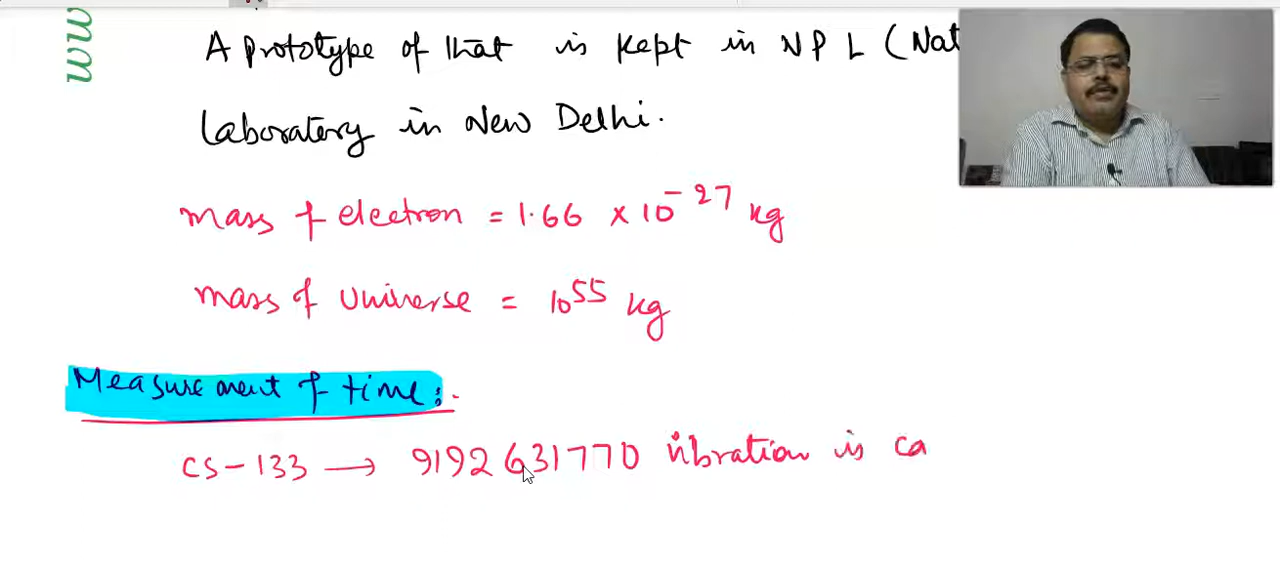 A prototype of that is kept in NPL (Nat
laboratory in New Delhi.
mass of electron = 1.66 × 10⁻²⁷ kg
mass of universe = 10⁵⁵ kg
Measurement of time:
CS-133 → 9192631770 vibration is ca